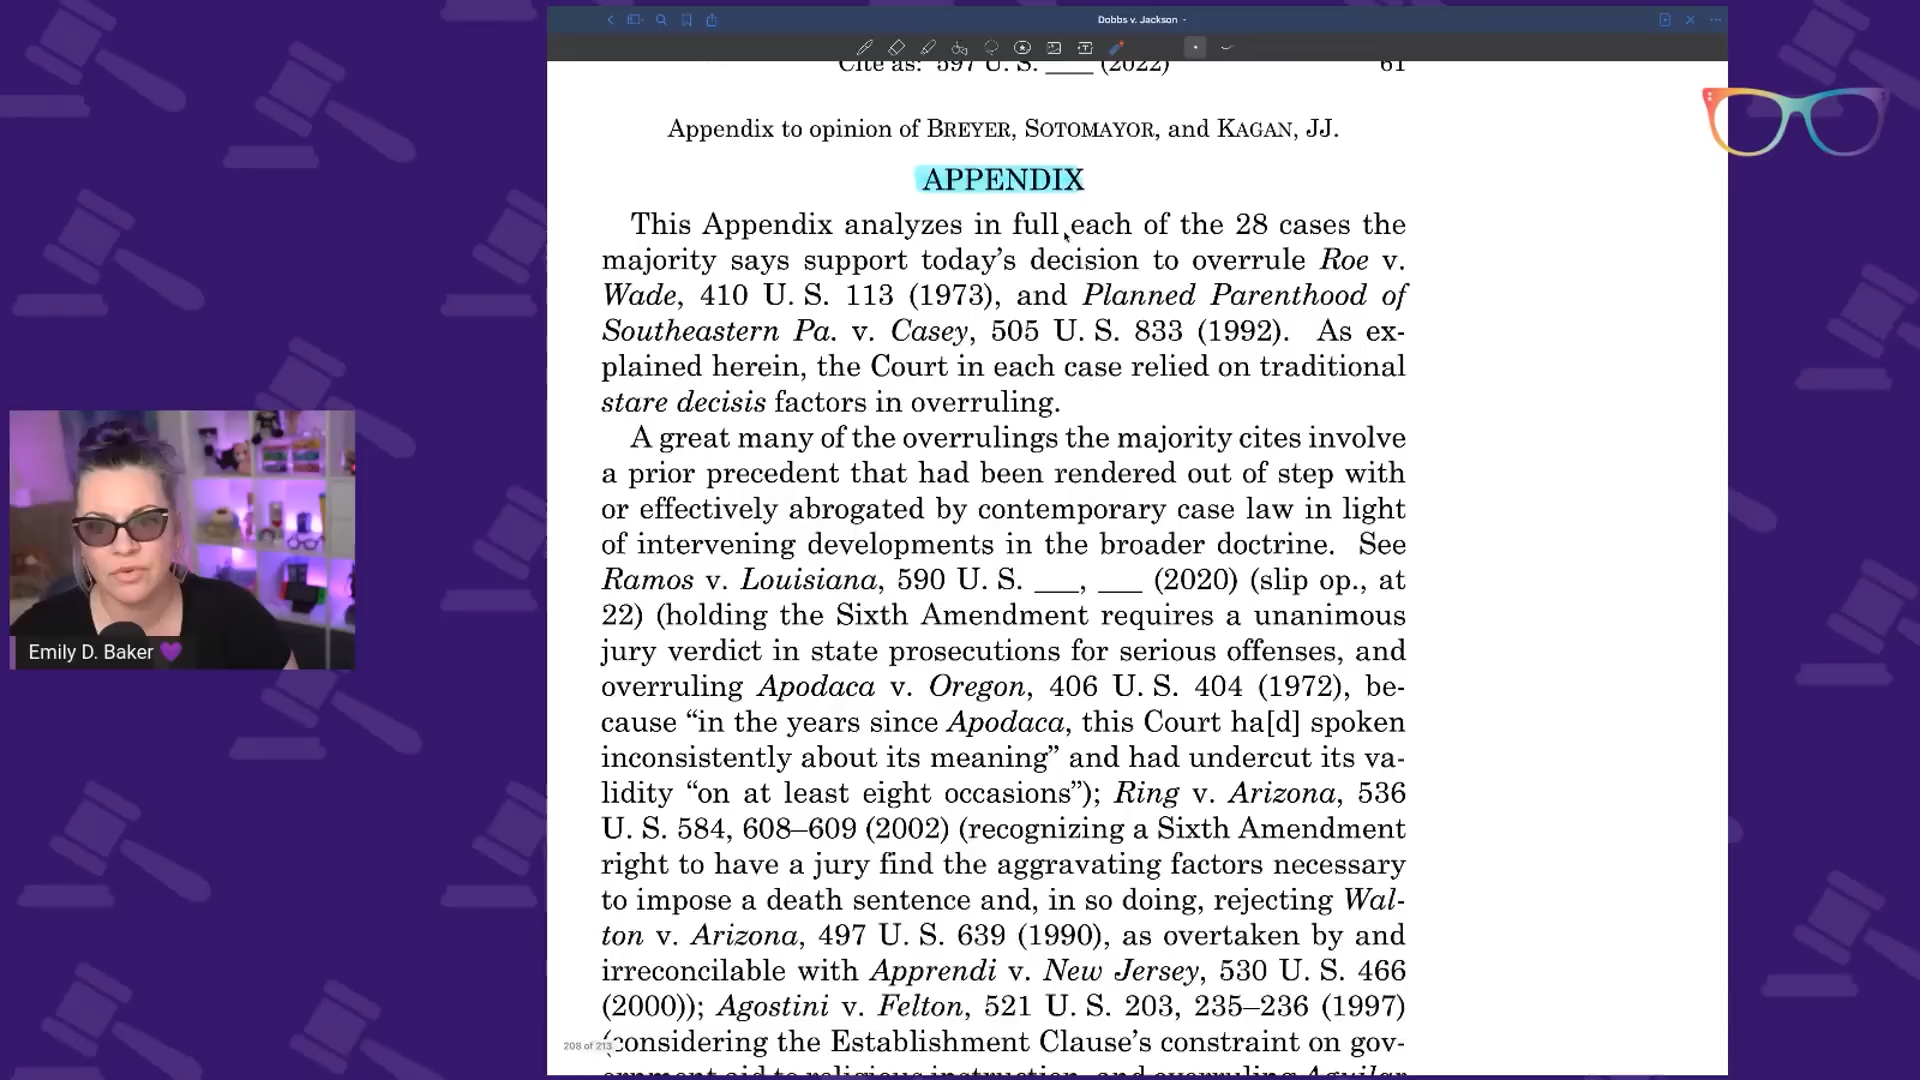 Dobbs v. Jackson
Cite as: 597 U. S. ____ (2022) 61
Appendix to opinion of BREYER, SOTOMAYOR, and KAGAN, JJ.
APPENDIX
This Appendix analyzes in full each of the 28 cases the
majority says support today’s decision to overrule Roe v.
Wade, 410 U. S. 113 (1973), and Planned Parenthood of
Southeastern Pa. v. Casey, 505 U. S. 833 (1992). As ex-
plained herein, the Court in each case relied on traditional
stare decisis factors in overruling.
A great many of the overrulings the majority cites involve
a prior precedent that had been rendered out of step with
or effectively abrogated by contemporary case law in light
of intervening developments in the broader doctrine. See
Ramos v. Louisiana, 590 U. S. ___, ___ (2020) (slip op., at
22) (holding the Sixth Amendment requires a unanimous
jury verdict in state prosecutions for serious offenses, and
overruling Apodaca v. Oregon, 406 U. S. 404 (1972), be-
cause “in the years since Apodaca, this Court ha[d] spoken
inconsistently about its meaning” and had undercut its va-
lidity “on at least eight occasions”); Ring v. Arizona, 536
U. S. 584, 608–609 (2002) (recognizing a Sixth Amendment
right to have a jury find the aggravating factors necessary
to impose a death sentence and, in so doing, rejecting Wal-
ton v. Arizona, 497 U. S. 639 (1990), as overtaken by and
irreconcilable with Apprendi v. New Jersey, 530 U. S. 466
(2000)); Agostini v. Felton, 521 U. S. 203, 235–236 (1997)
(considering the Establishment Clause’s constraint on gov-
ernment aid to religious instruction, and overruling Aguilar
208 of 213
Emily D. Baker 💜